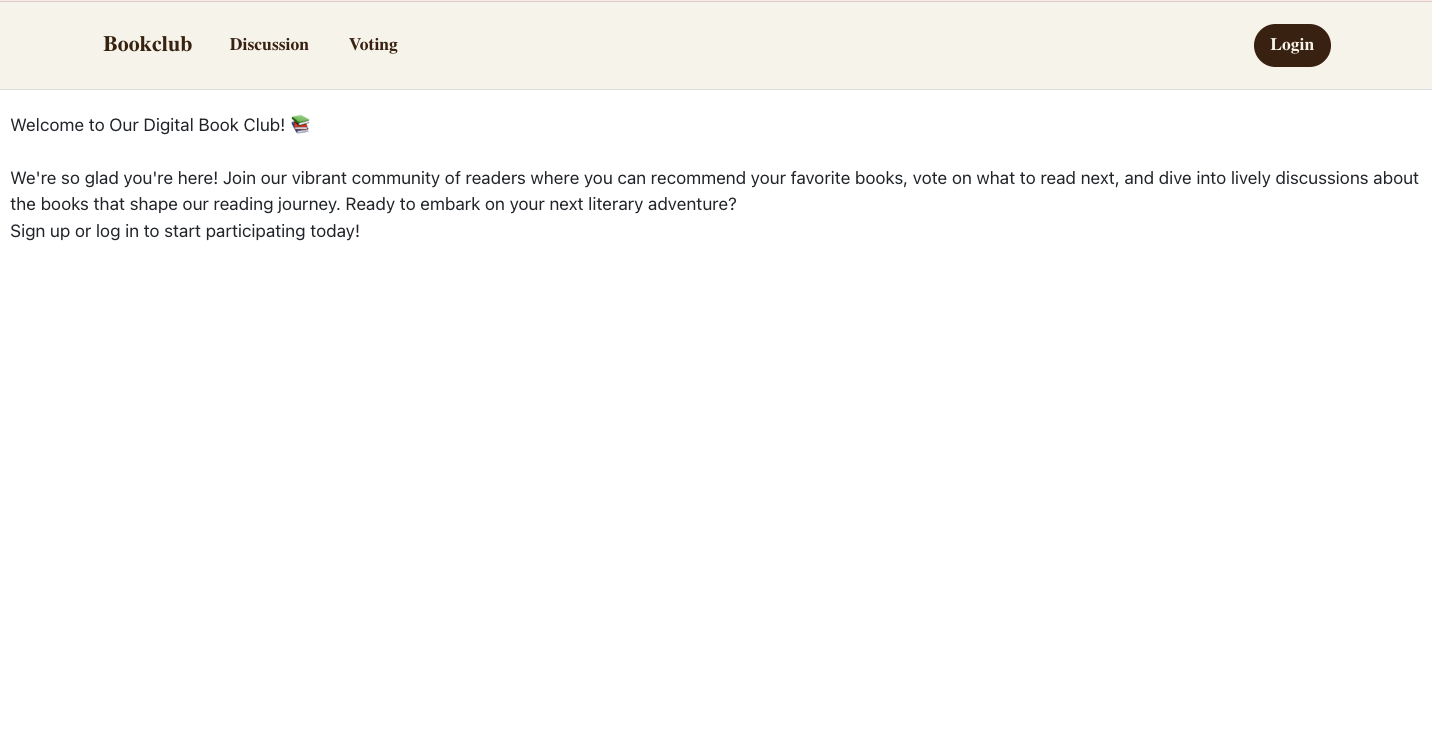 Bookclub Discussion Voting Login
Welcome to Our Digital Book Club! 📚
We're so glad you're here! Join our vibrant community of readers where you can recommend your favorite books, vote on what to read next, and dive into lively discussions about
the books that shape our reading journey. Ready to embark on your next literary adventure?
Sign up or log in to start participating today!